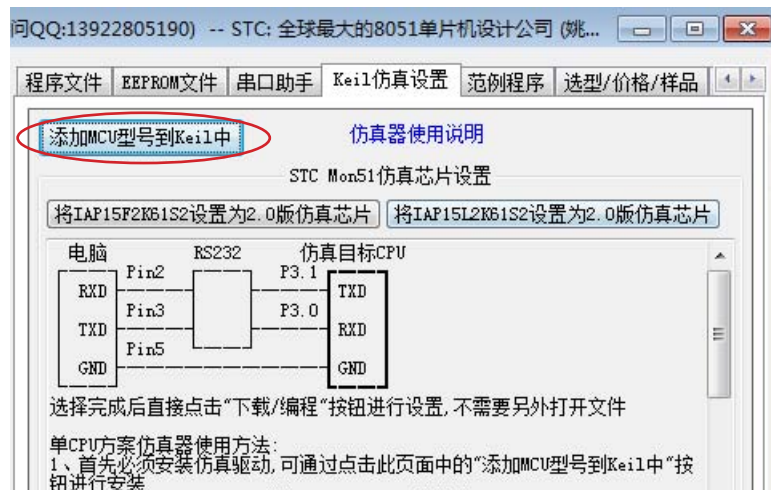 问QQ:13922805190) -- STC: 全球最大的8051单片机设计公司 (姚...
程序文件 EEPROM文件 串口助手 Keil仿真设置 范例程序 选型/价格/样品
添加MCU型号到Keil中 仿真器使用说明
STC Mon51仿真芯片设置
将IAP15F2K61S2设置为2.0版仿真芯片 将IAP15L2K61S2设置为2.0版仿真芯片
电脑 RS232 仿真目标CPU
Pin2 P3.1
RXD TXD
Pin3 P3.0
TXD RXD
Pin5
GND GND
选择完成后直接点击"下载/编程"按钮进行设置,不需要另外打开文件
单CPU方案仿真器使用方法:
1、首先必须安装仿真驱动,可通过点击此页面中的"添加MCU型号到Keil中"按
钮进行安装